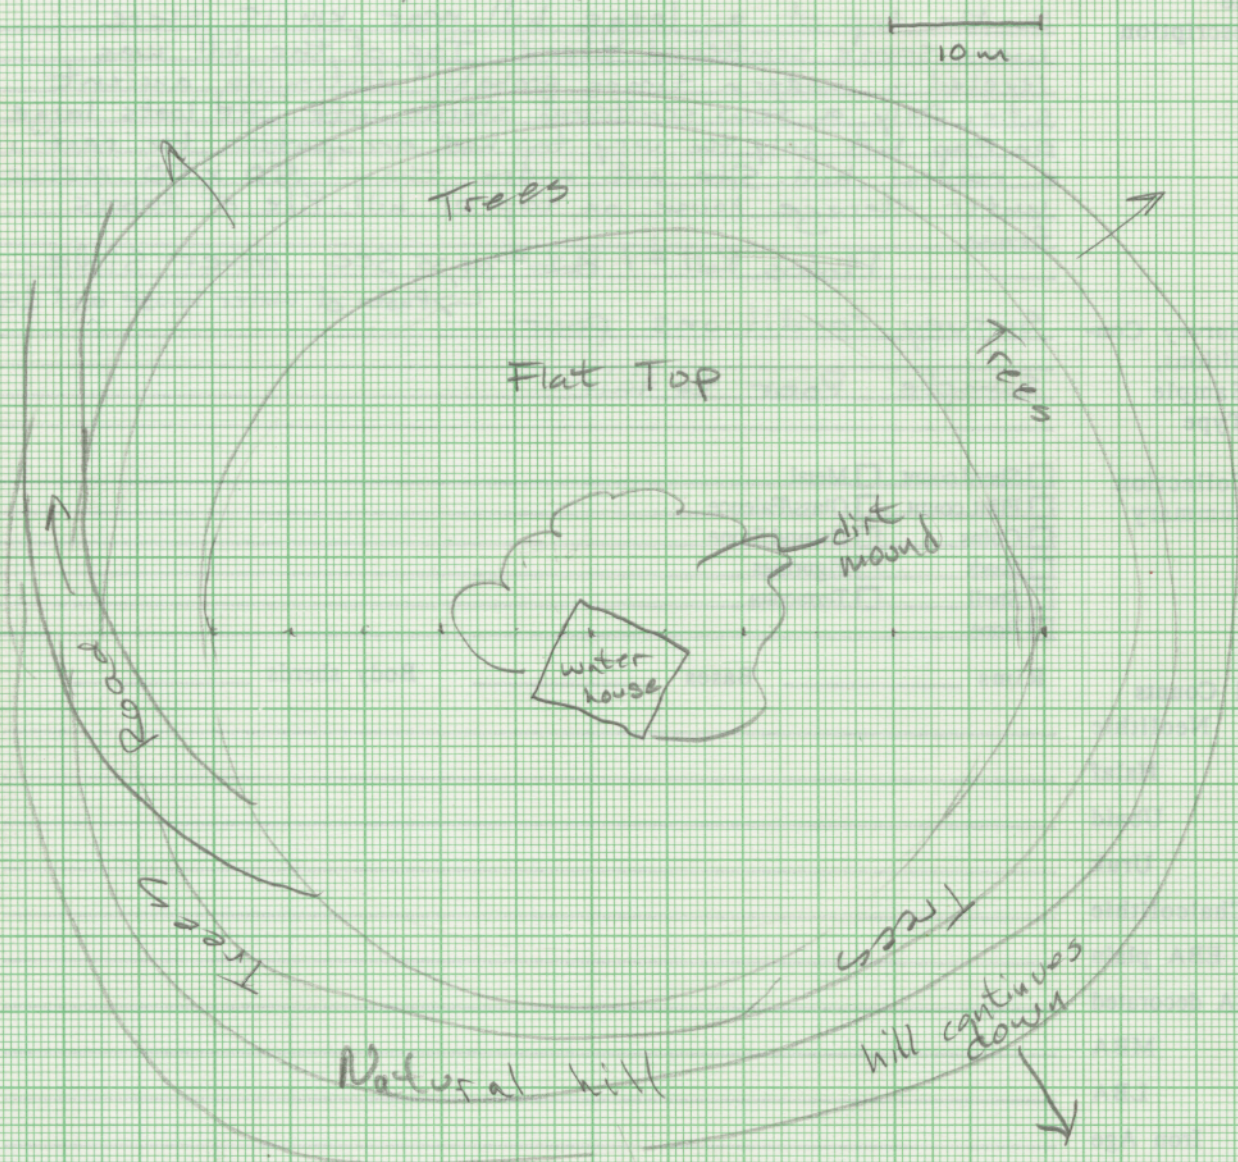 10 m
Trees
Trees
Flat Top
dirt
mound
water
house
Road
Trees
Trees
hill continues
down
Natural hill